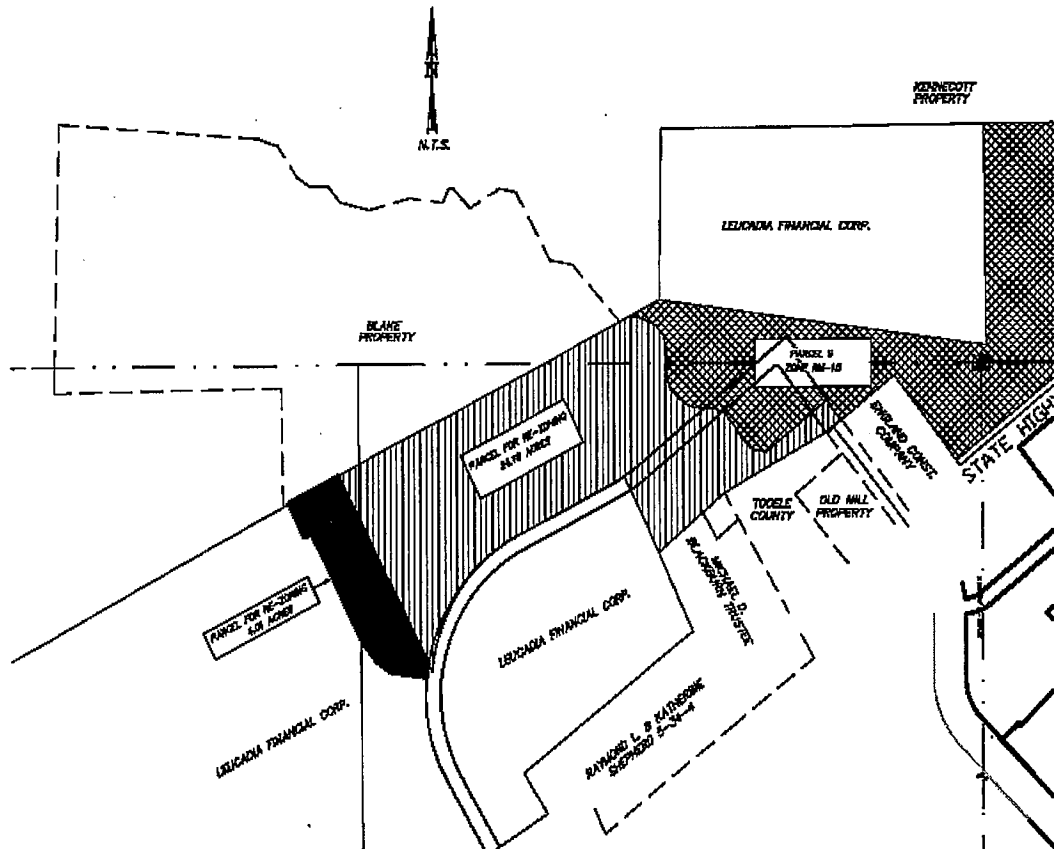 N
N.T.S.
KENNECOTT
PROPERTY
LEUCADIA FINANCIAL CORP.
BLAKE
PROPERTY
PARCEL 9
ZONE RM-15
PARCEL FOR RE-ZONING
ACRES
ENGLAND CONST.
COMPANY
STATE HIGH
TOOELE
COUNTY
OLD MILL
PROPERTY
MICHAEL D.
BLACKBURN TRUSTEE
PARCEL FOR RE-ZONING
ACRES
LEUCADIA FINANCIAL CORP.
LEUCADIA FINANCIAL CORP.
RAYMOND L. & KATHERINE
SHEPHERD